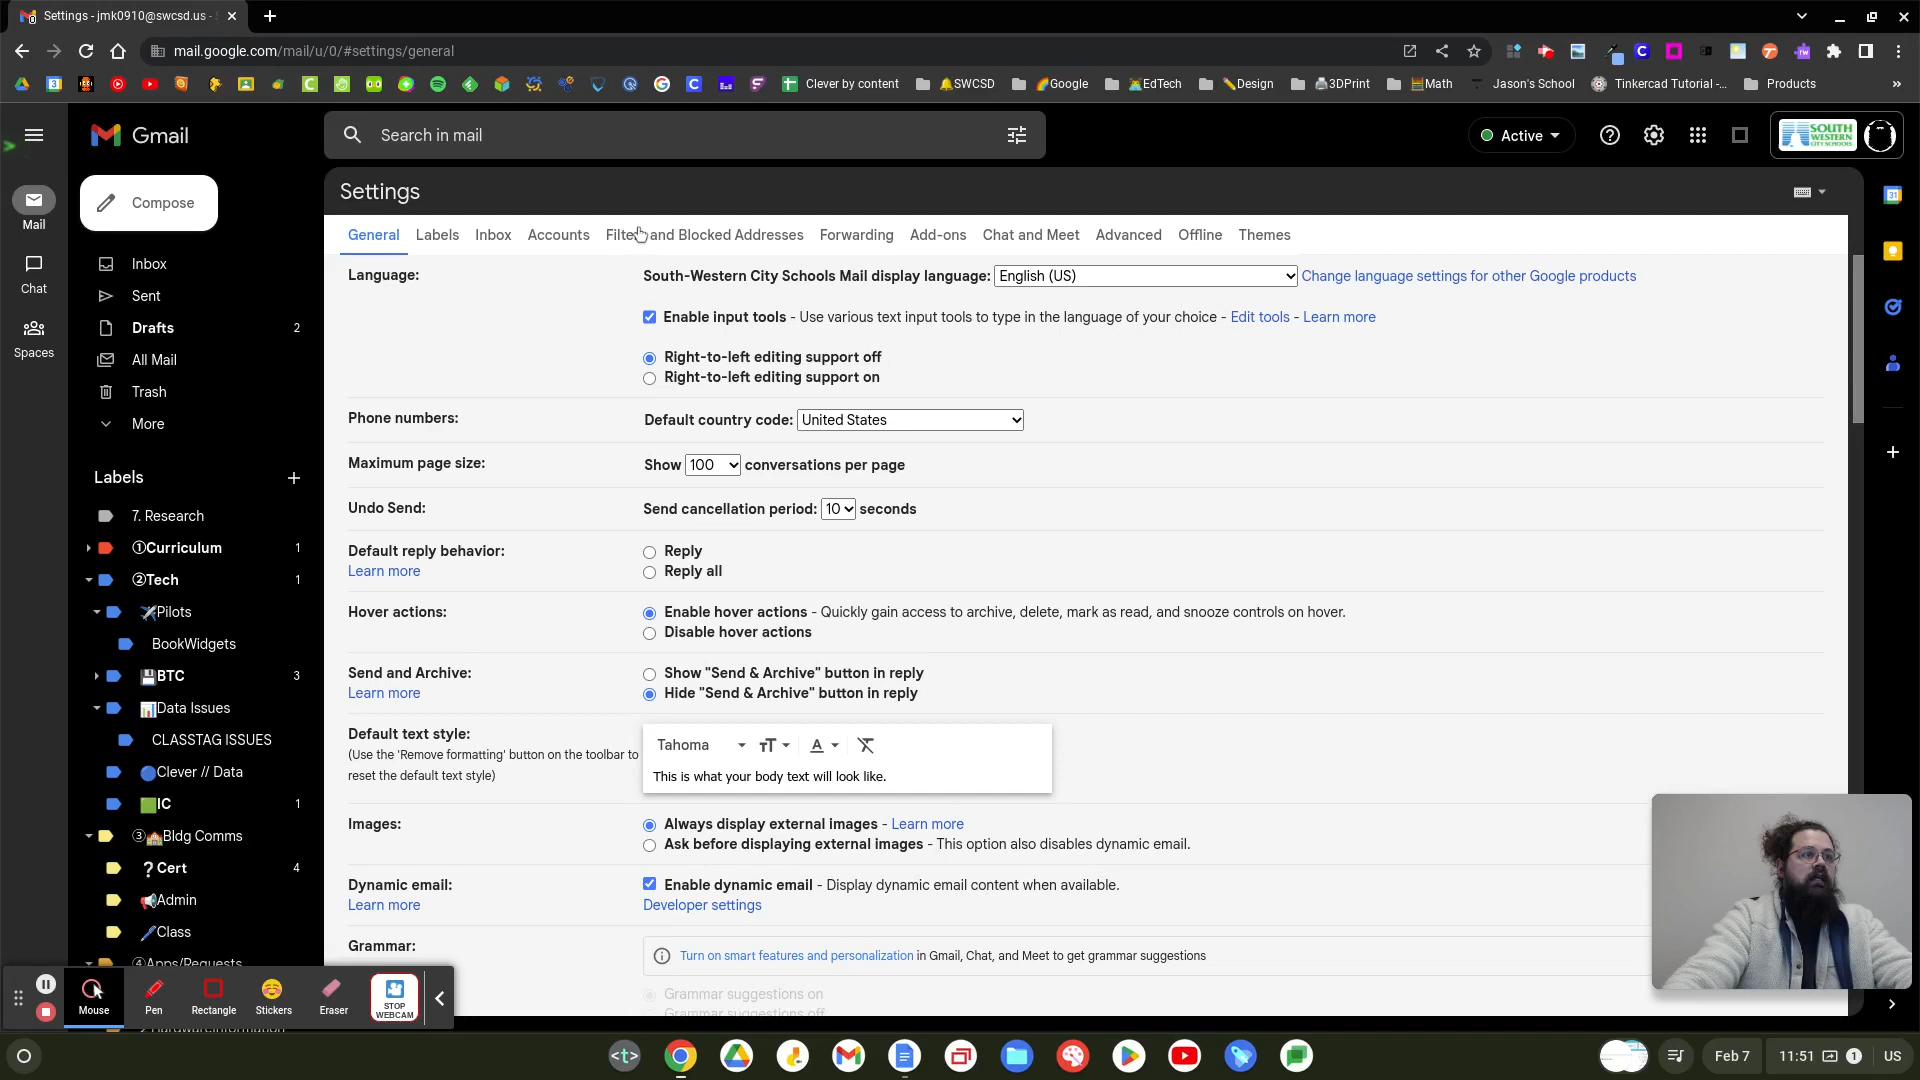 Settings - jmk0910@swcsd.us - S
mail.google.com/mail/u/0/#settings/general
Clever by content
🔔SWCSD
🌈Google
EdTech
✏️Design
🖨️3DPrint
🧮Math
Jason's School
Tinkercad Tutorial -...
Products
Gmail
Search in mail
Active
SOUTH
WESTERN
CITY SCHOOLS
Compose
Mail
Chat
Spaces
Inbox
Sent
Drafts 2
All Mail
Trash
More
Labels
7. Research
①Curriculum 1
②Tech 1
✈️Pilots
BookWidgets
💾BTC 3
📊Data Issues
CLASSTAG ISSUES
🔵Clever // Data
🟩IC 1
③🏫Bldg Comms
❔Cert 4
📢Admin
🖊️Class
④Apps/Requests
Settings
General Labels Inbox Accounts Filters and Blocked Addresses Forwarding Add-ons Chat and Meet Advanced Offline Themes
Language: South-Western City Schools Mail display language: English (US) Change language settings for other Google products
Enable input tools - Use various text input tools to type in the language of your choice - Edit tools - Learn more
Right-to-left editing support off
Right-to-left editing support on
Phone numbers: Default country code: United States
Maximum page size: Show 100 conversations per page
Undo Send: Send cancellation period: 10 seconds
Default reply behavior: Reply
Learn more Reply all
Hover actions: Enable hover actions - Quickly gain access to archive, delete, mark as read, and snooze controls on hover.
Disable hover actions
Send and Archive: Show "Send & Archive" button in reply
Learn more Hide "Send & Archive" button in reply
Default text style:
(Use the 'Remove formatting' button on the toolbar to
reset the default text style)
Tahoma
This is what your body text will look like.
Images: Always display external images - Learn more
Ask before displaying external images - This option also disables dynamic email.
Dynamic email: Enable dynamic email - Display dynamic email content when available.
Learn more Developer settings
Grammar: Turn on smart features and personalization in Gmail, Chat, and Meet to get grammar suggestions
Grammar suggestions on
Grammar suggestions off
Mouse
Pen
Rectangle
Stickers
Eraser
STOP
WEBCAM
<t>
Feb 7
11:51
1
US